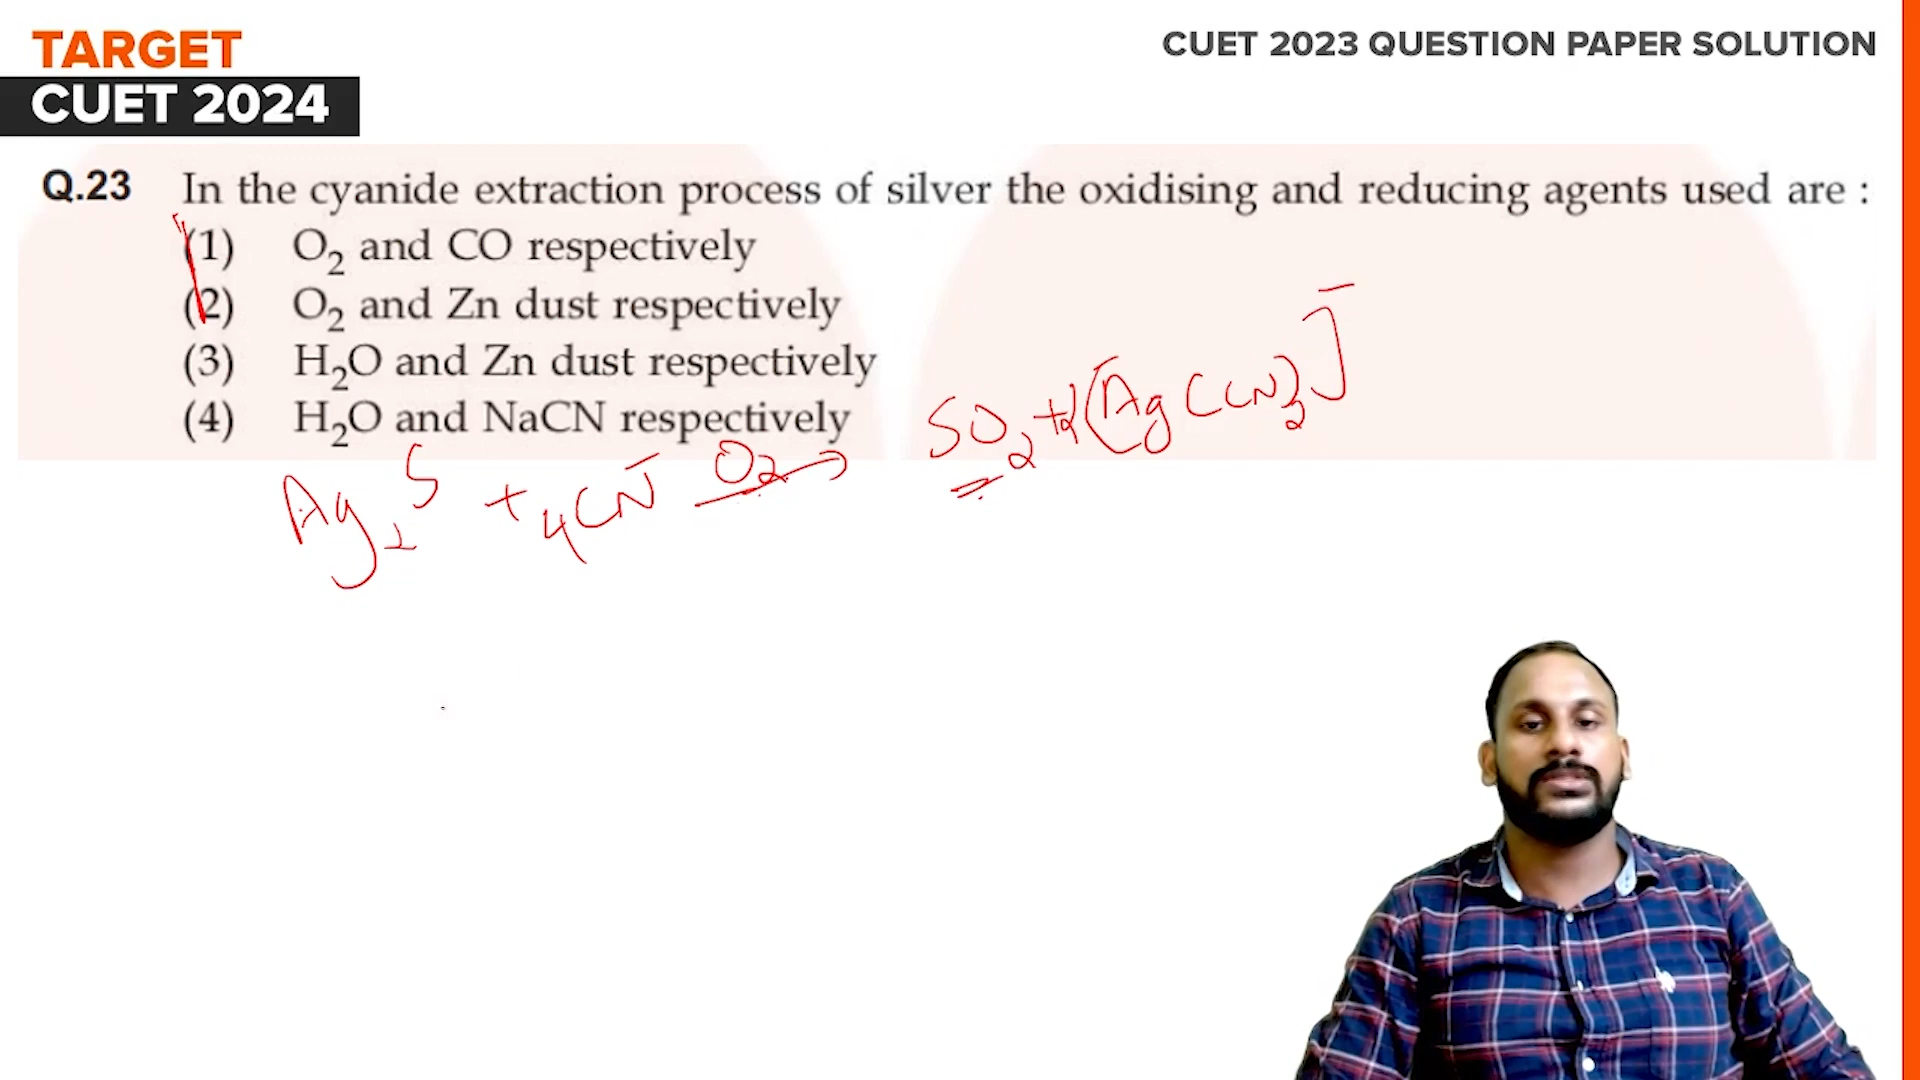 TARGET
CUET 2024
CUET 2023 QUESTION PAPER SOLUTION
Q.23 In the cyanide extraction process of silver the oxidising and reducing agents used are :
(1) O₂ and CO respectively
(2) O₂ and Zn dust respectively
(3) H₂O and Zn dust respectively
(4) H₂O and NaCN respectively
Ag₂S + 4CN⁻ O₂→ SO₂ + 2[Ag(CN)₂]⁻